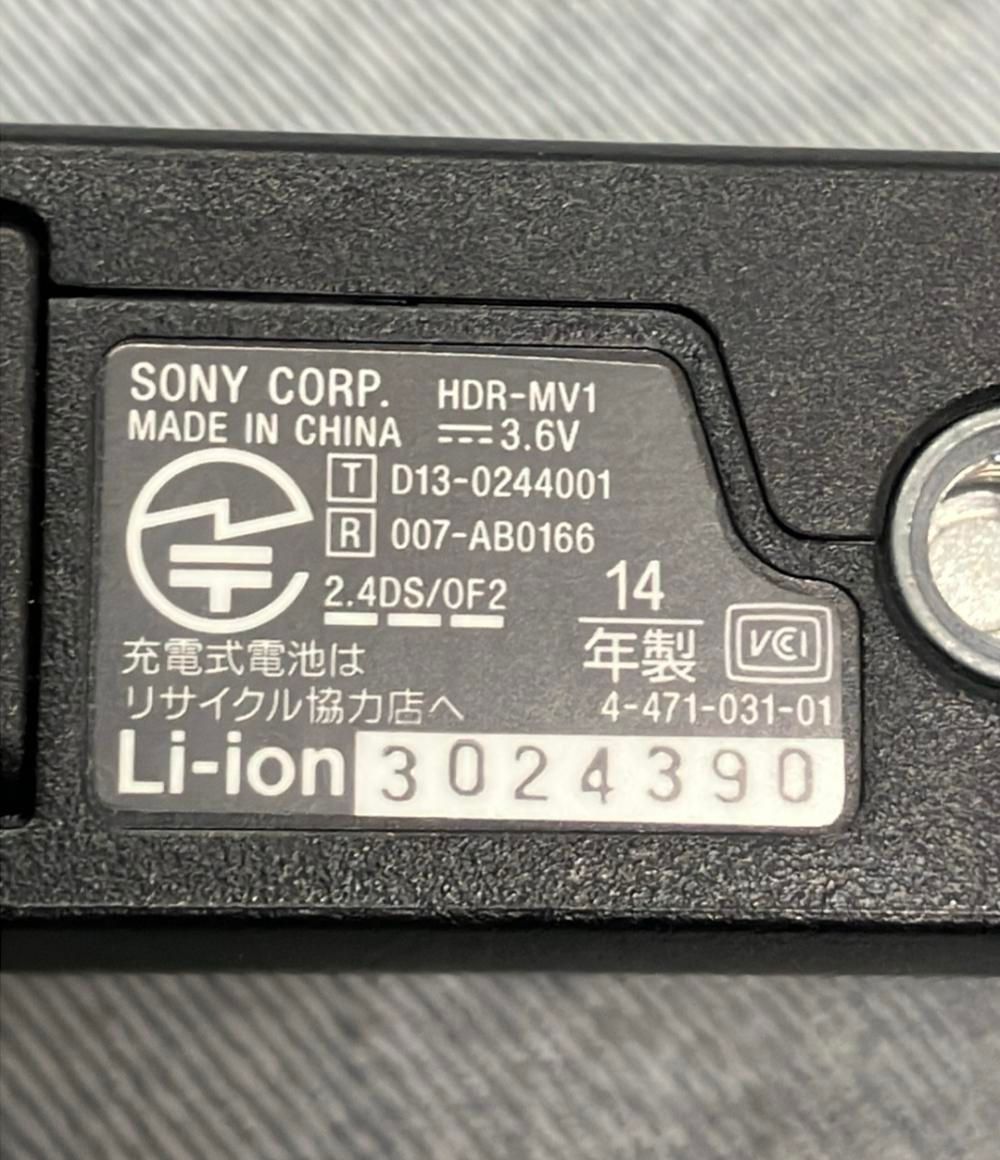 SONY CORP. HDR-MV1
MADE IN CHINA ⎓3.6V
T D13-0244001
R 007-AB0166
2.4DS/OF2
14
年製
VCI
充電式電池は
リサイクル協力店へ
4-471-031-01
Li-ion 3024390